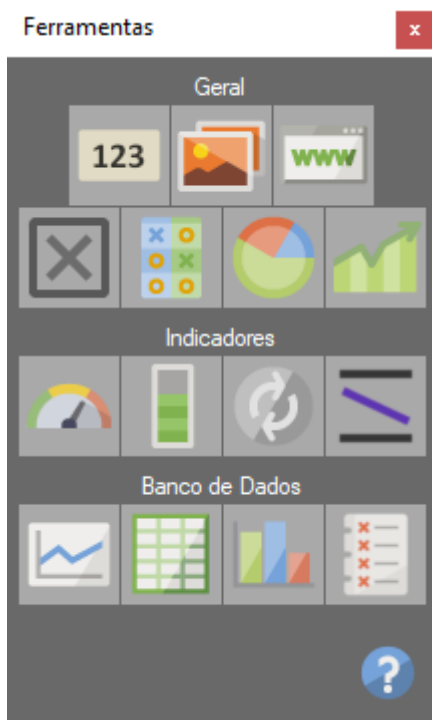 Ferramentas
x
Geral
123
www
Indicadores
Banco de Dados
?